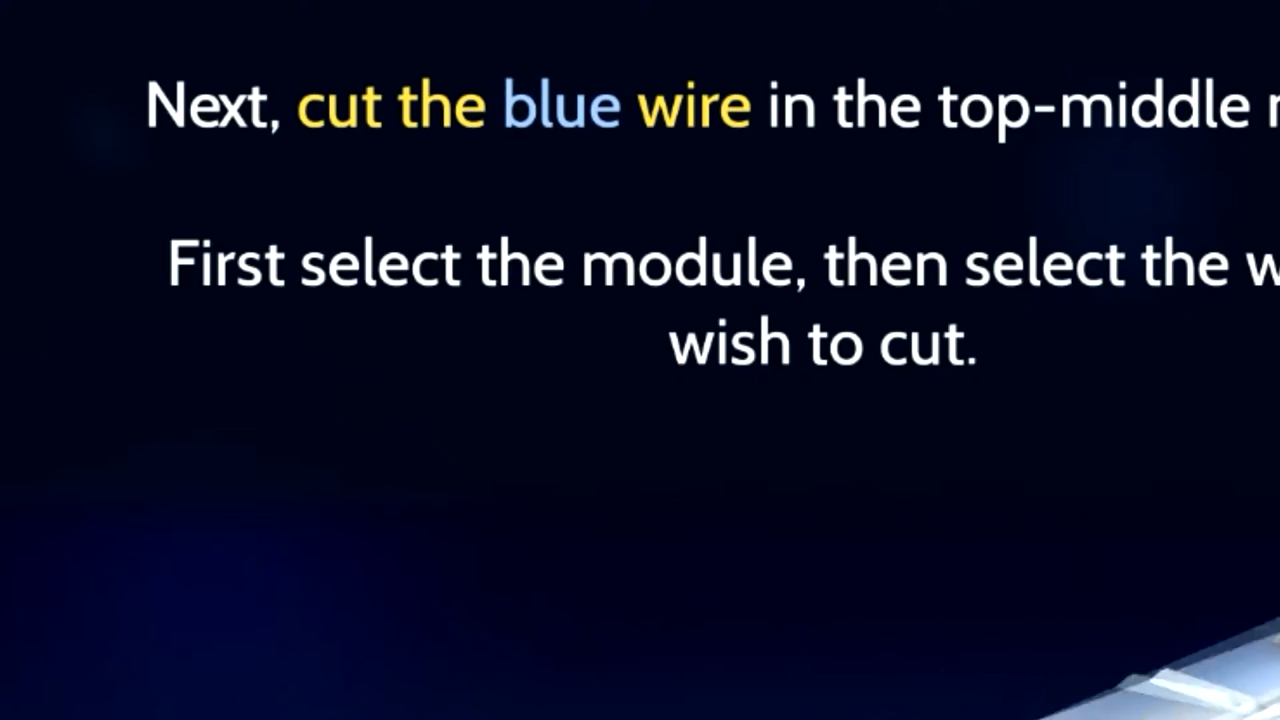 Next, cut the blue wire in the top-middle
First select the module, then select the
wish to cut.